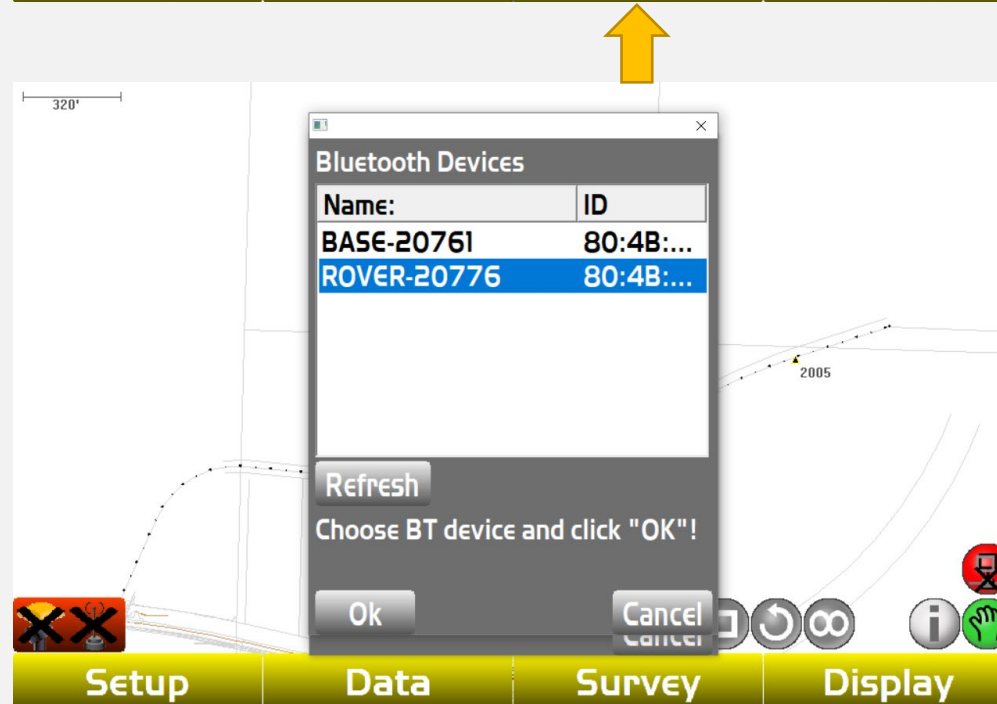 320'
Bluetooth Devices
Name: ID
BASE-20761 80:4B:...
ROVER-20776 80:4B:...
2005
Refresh
Choose BT device and click "OK"!
Ok Cancel
Cancel
Setup Data Survey Display